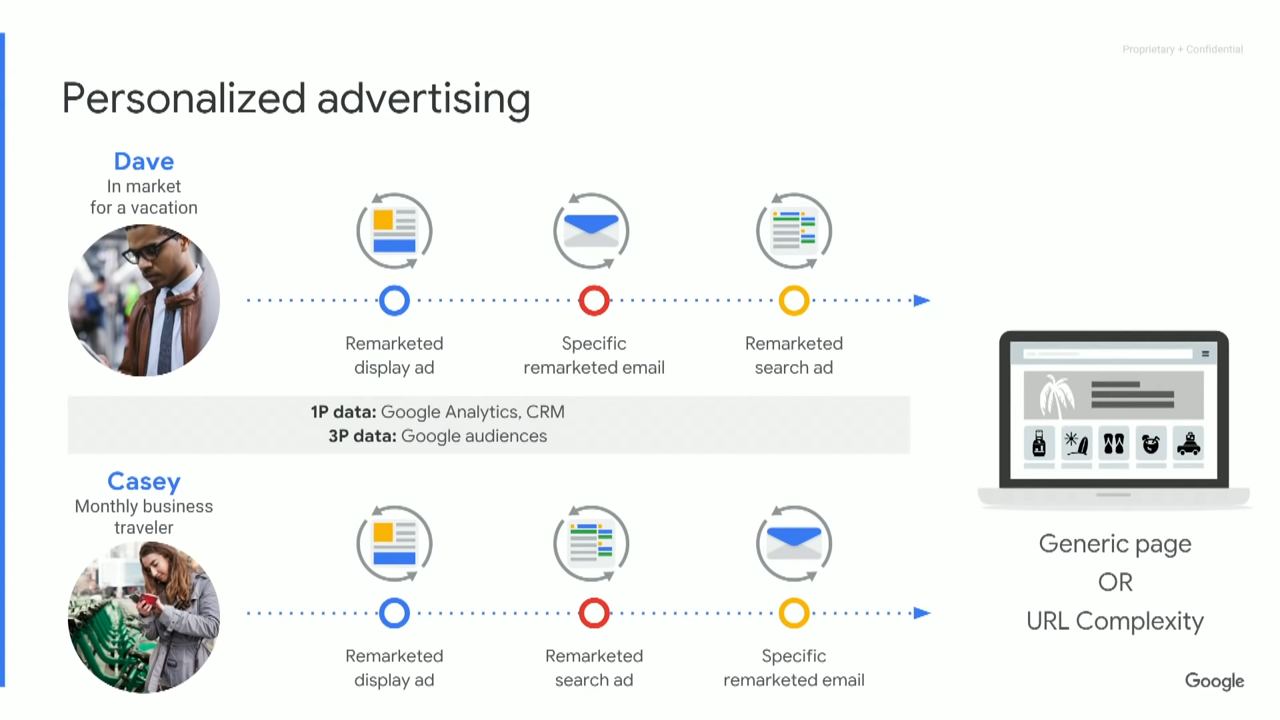 Proprietary + Confidential
Personalized advertising
Dave
In market
for a vacation
Remarketed
display ad
Specific
remarketed email
Remarketed
search ad
1P data: Google Analytics, CRM
3P data: Google audiences
Casey
Monthly business
traveler
Remarketed
display ad
Remarketed
search ad
Specific
remarketed email
Generic page
OR
URL Complexity
Google